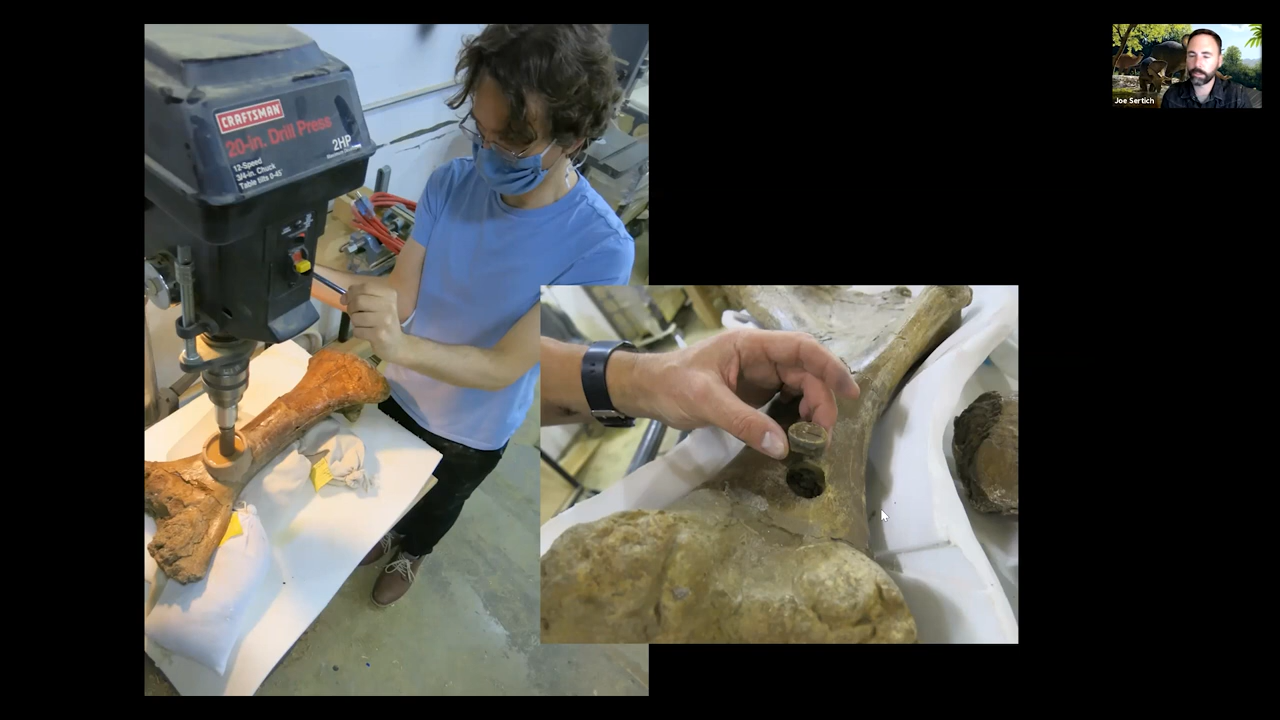 CRAFTSMAN
20-in. Drill Press
2HP
12-Speed
3/4-in. Chuck
Table tilts 0-45°
Joe Sertich